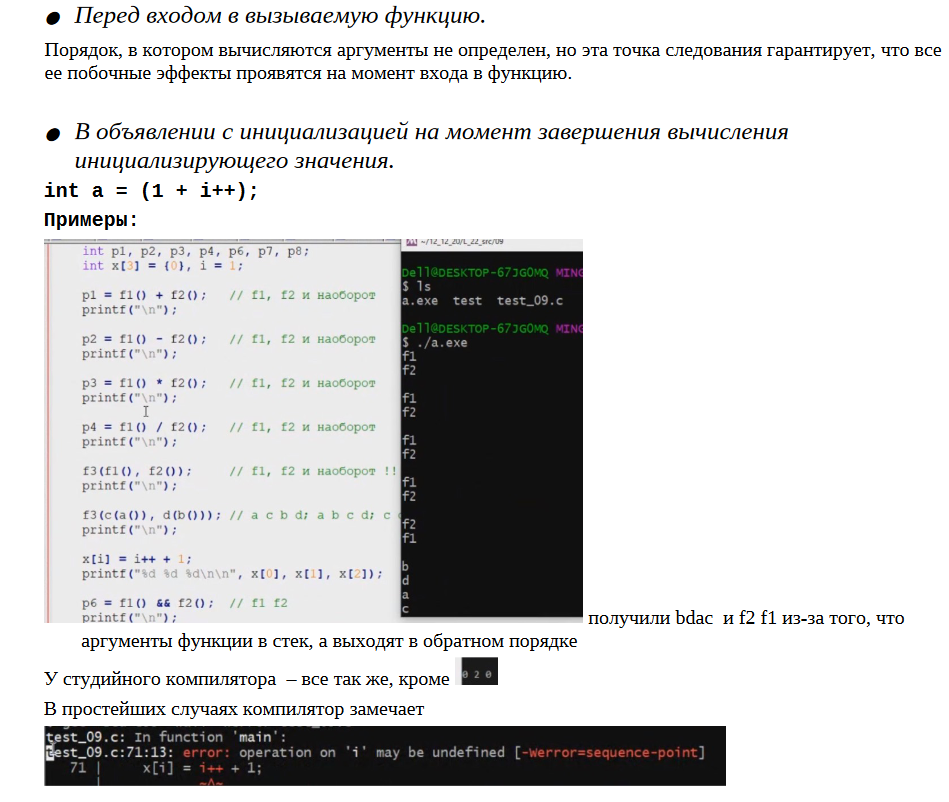 ● Перед входом в вызываемую функцию.
Порядок, в котором вычисляются аргументы не определен, но эта точка следования гарантирует, что все
ее побочные эффекты проявятся на момент входа в функцию.
● В объявлении с инициализацией на момент завершения вычисления
инициализирующего значения.
int a = (1 + i++);
Примеры:
int p1, p2, p3, p4, p6, p7, p8;
int x[3] = {0}, i = 1;
p1 = f1() + f2();   // f1, f2 и наоборот
printf("\n");
p2 = f1() - f2();   // f1, f2 и наоборот
printf("\n");
p3 = f1() * f2();   // f1, f2 и наоборот
printf("\n");
p4 = f1() / f2();   // f1, f2 и наоборот
printf("\n");
f3(f1(), f2());     // f1, f2 и наоборот !!
printf("\n");
f3(c(a()), d(b())); // a c b d; a b c d; c
printf("\n");
x[i] = i++ + 1;
printf("%d %d %d\n\n", x[0], x[1], x[2]);
p6 = f1() && f2();  // f1 f2
printf("\n");
~/12_12_20/L_22_src/09
Dell@DESKTOP-67JG0MQ MING
$ ls
a.exe  test  test_09.c
Dell@DESKTOP-67JG0MQ MING
$ ./a.exe
f1
f2
f1
f2
f1
f2
f1
f2
f2
f1
b
d
a
c
получили bdac  и f2 f1 из-за того, что
аргументы функции в стек, а выходят в обратном порядке
У студийного компилятора  – все так же, кроме 0 2 0
В простейших случаях компилятор замечает
test_09.c: In function 'main':
test_09.c:71:13: error: operation on 'i' may be undefined [-Werror=sequence-point]
71 |     x[i] = i++ + 1;
|            ~^~